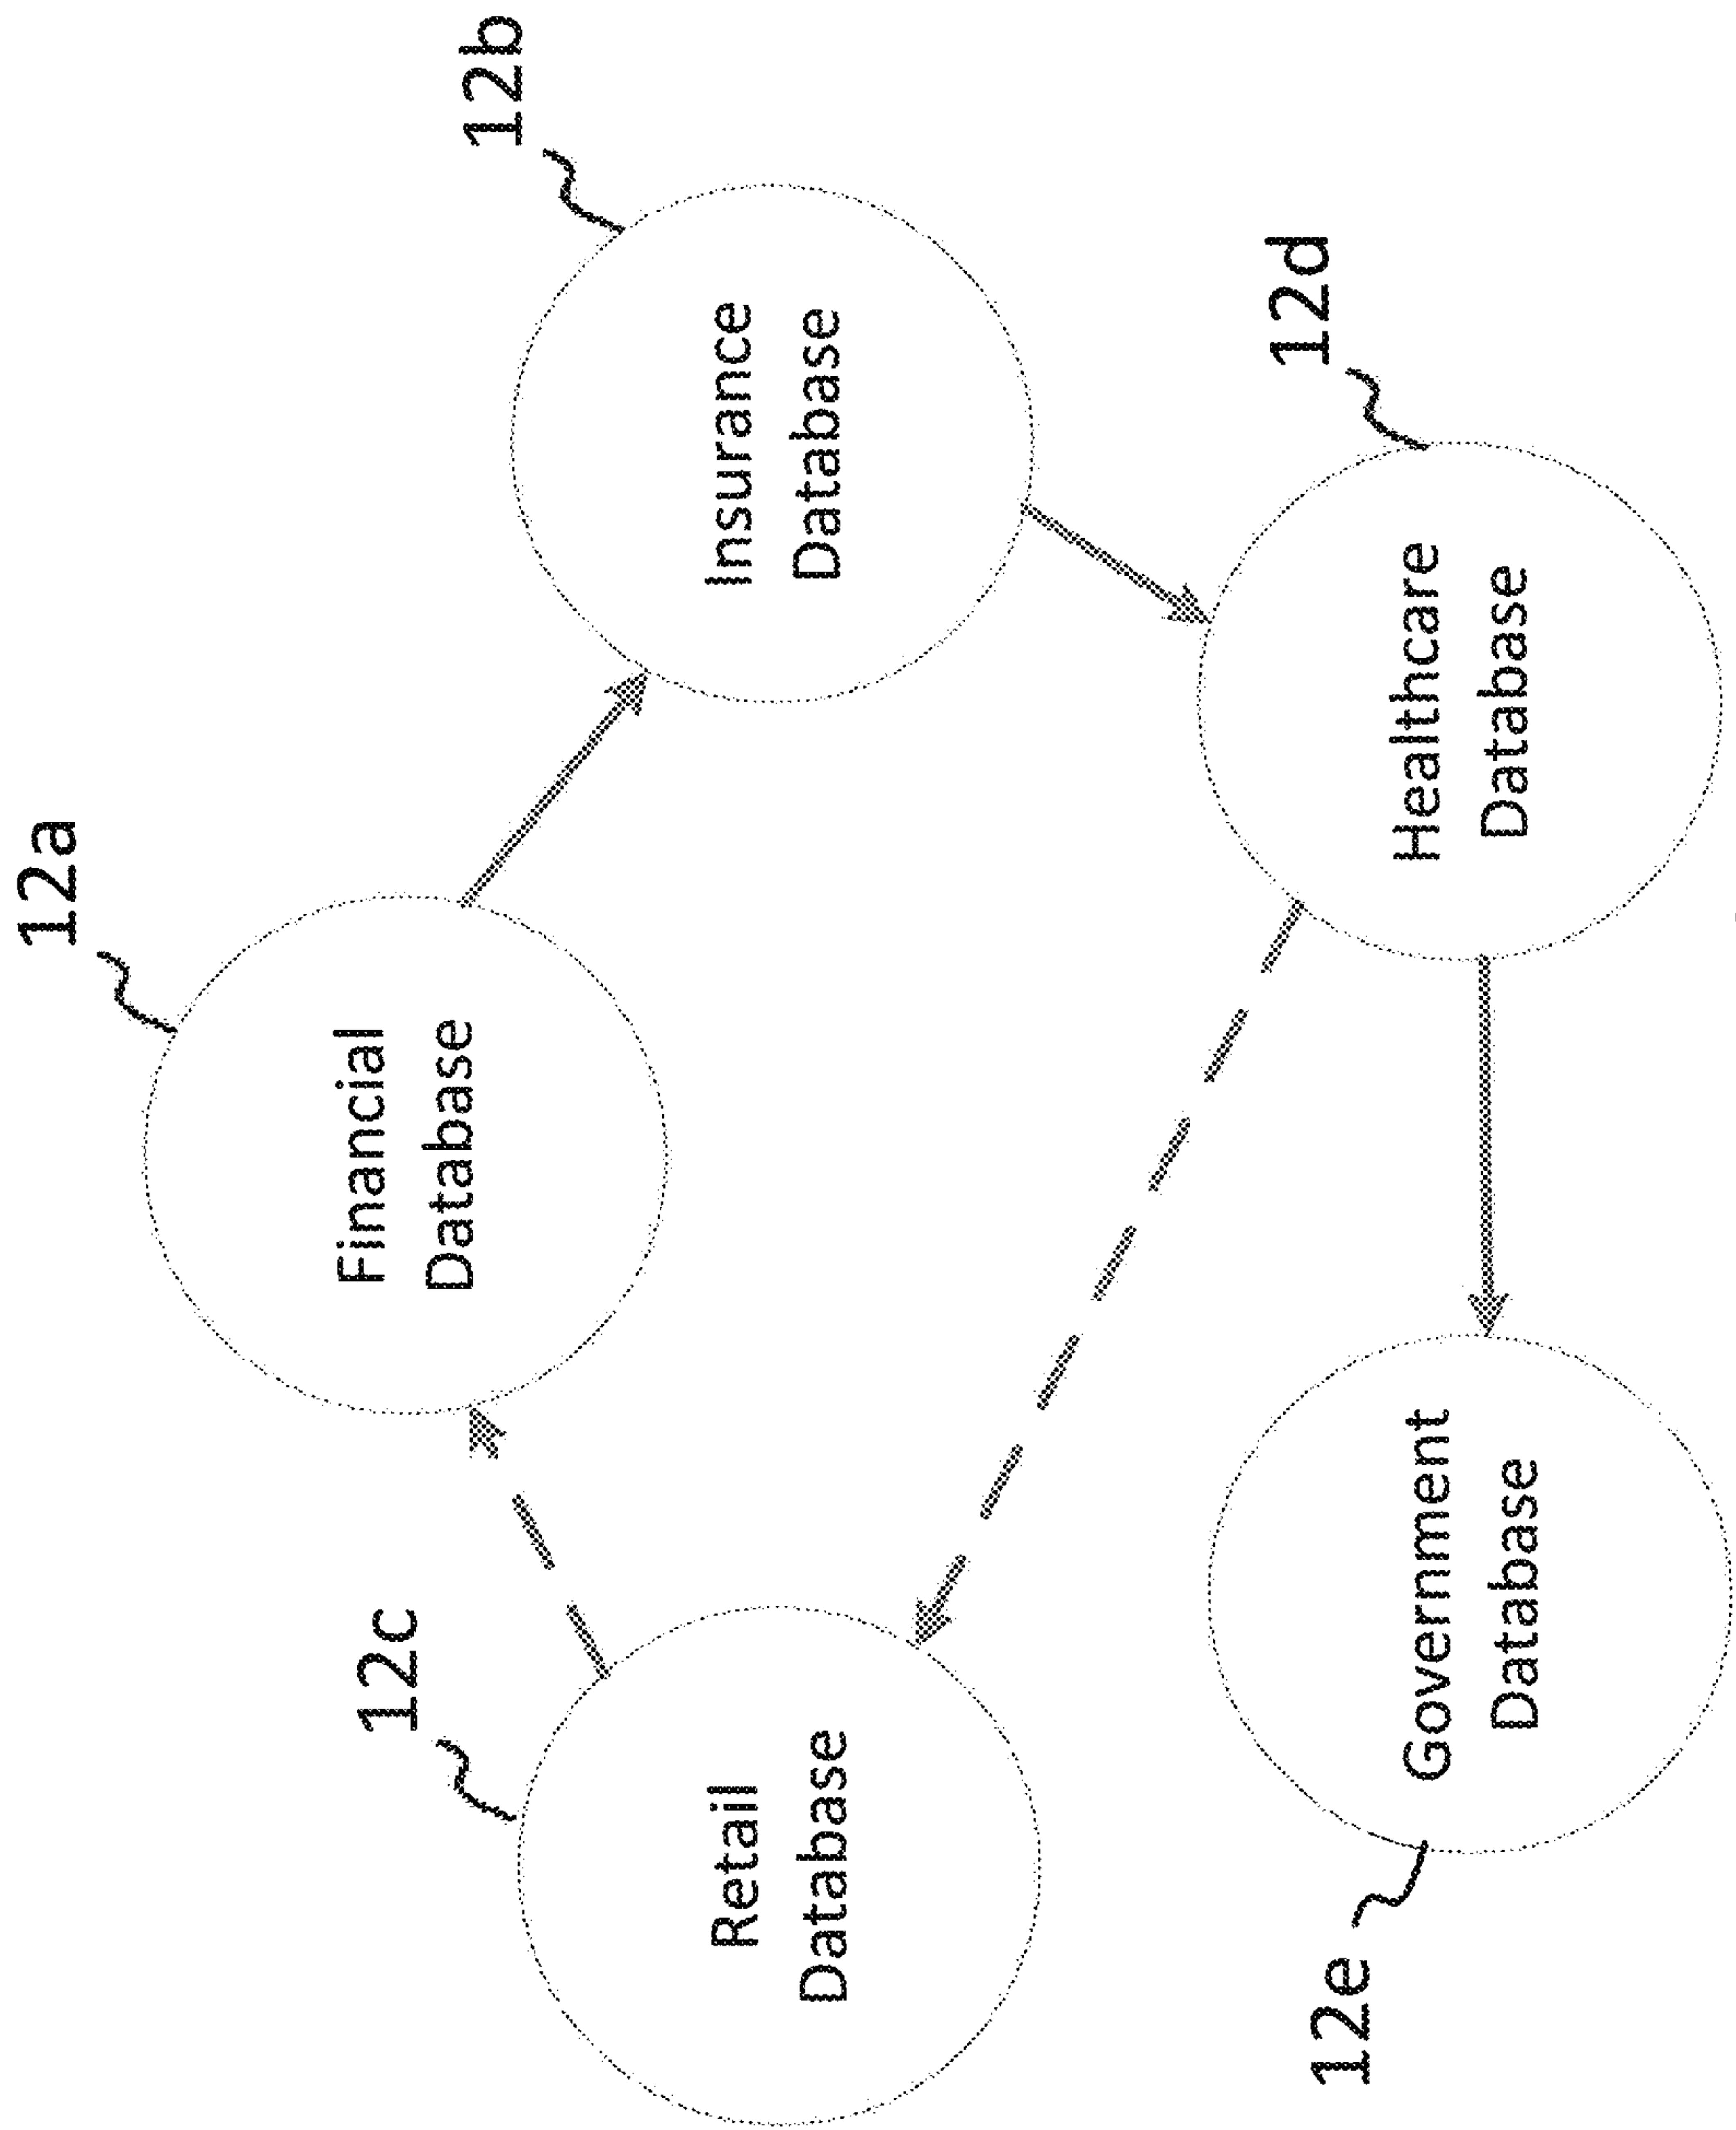 12a
Financial
Database
12b
Insurance
Database
12c
Retail
Database
12d
Healthcare
Database
12e
Government
Database